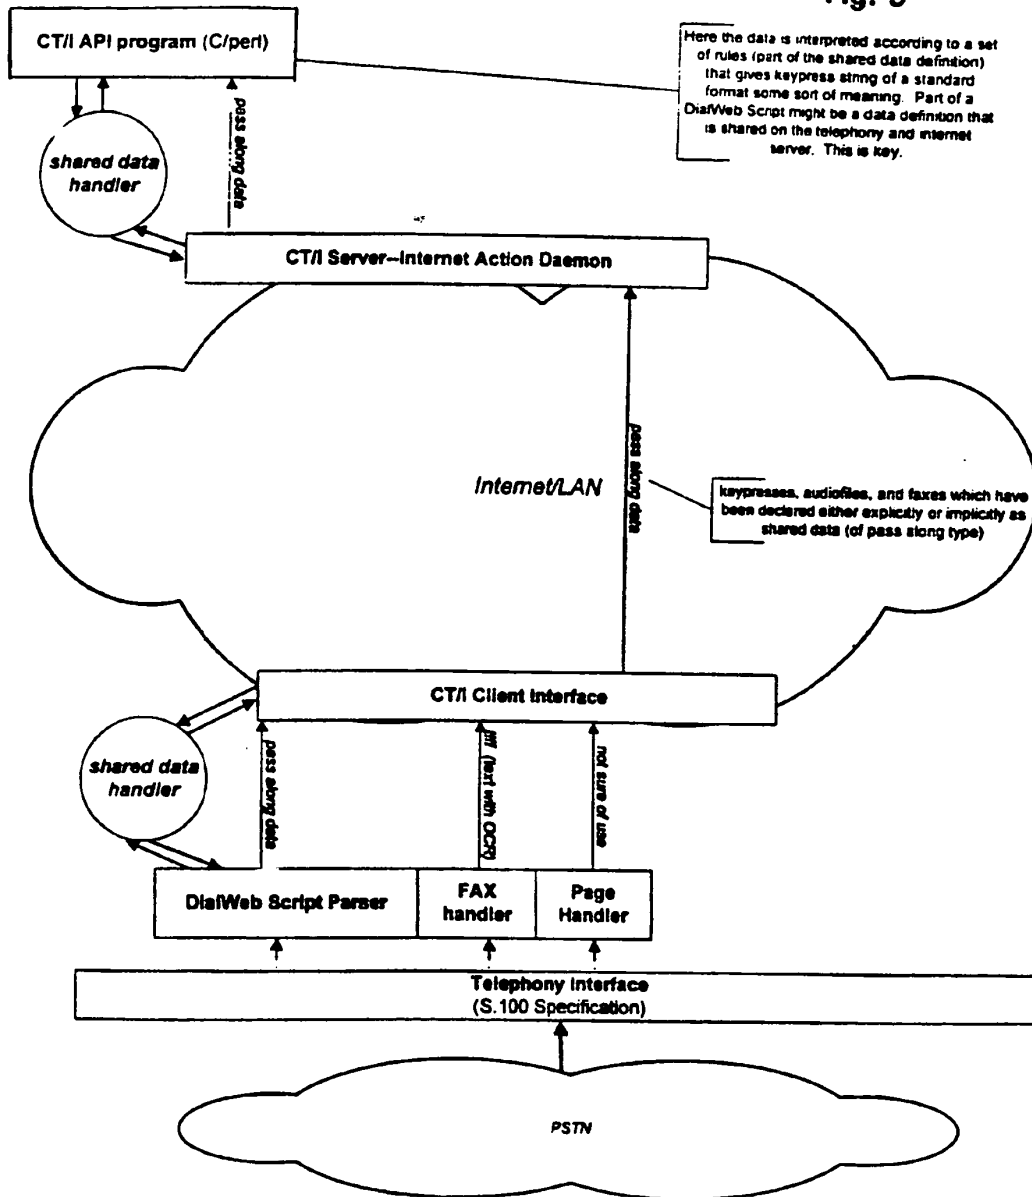 CT/I API program (C/perl)
Here the data is interpreted according to a set
of rules (part of the shared data definition)
that gives keypress string of a standard
format some sort of meaning. Part of a
DialWeb Script might be a data definition that
is shared on the telephony and internet
server. This is key.
pass along data
shared data
handler
CT/I Server--Internet Action Daemon
Internet/LAN
pass along data
keypresses, audiofiles, and faxes which have
been declared either explicitly or implicitly as
shared data (of pass along type)
CT/I Client Interface
shared data
handler
pass along data
(text with OCR)
not sure of use
DialWeb Script Parser
FAX
handler
Page
Handler
Telephony Interface
(S.100 Specification)
PSTN